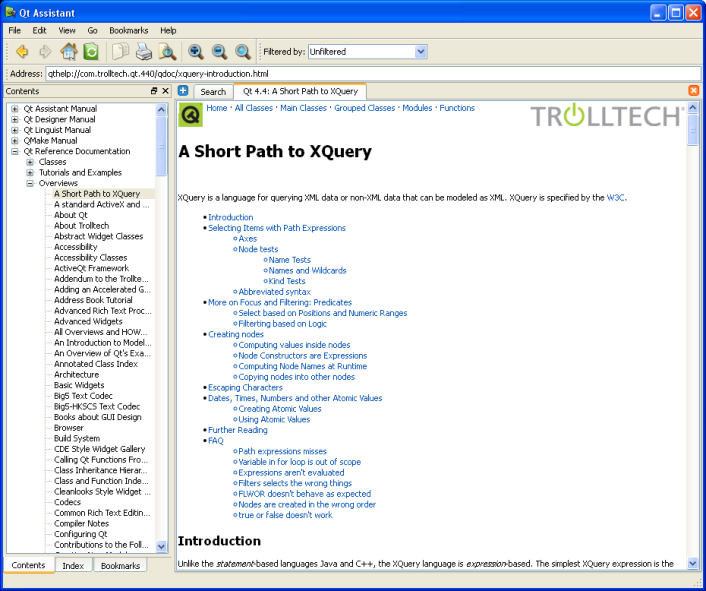 Qt Assistant
File Edit View Go Bookmarks Help
Filtered by: Unfiltered
Address: qthelp://com.trolltech.qt.440/qdoc/xquery-introduction.html
Contents
Qt Assistant Manual
Qt Designer Manual
Qt Linguist Manual
QMake Manual
Qt Reference Documentation
Classes
Tutorials and Examples
Overviews
A Short Path to XQuery
A standard ActiveX and ...
About Qt
About Trolltech
Abstract Widget Classes
Accessibility
Accessibility Classes
ActiveQt Framework
Addendum to the Trollte...
Adding an Accelerated G...
Address Book Tutorial
Advanced Rich Text Proc...
Advanced Widgets
All Overviews and HOW...
An Introduction to Model...
An Overview of Qt's Exa...
Annotated Class Index
Architecture
Basic Widgets
Big5 Text Codec
Big5-HKSCS Text Codec
Books about GUI Design
Browser
Build System
CDE Style Widget Gallery
Calling Qt Functions Fro...
Class Inheritance Hierar...
Class and Function Inde...
Cleanlooks Style Widget ...
Codecs
Common Rich Text Editin...
Compiler Notes
Configuring Qt
Contributions to the Foll...
Contents Index Bookmarks
Search Qt 4.4: A Short Path to XQuery
Home · All Classes · Main Classes · Grouped Classes · Modules · Functions
TROLLTECH
A Short Path to XQuery
XQuery is a language for querying XML data or non-XML data that can be modeled as XML. XQuery is specified by the W3C.
Introduction
Selecting Items with Path Expressions
Axes
Node tests
Name Tests
Names and Wildcards
Kind Tests
Abbreviated syntax
More on Focus and Filtering: Predicates
Select based on Positions and Numeric Ranges
Filterting based on Logic
Creating nodes
Computing values inside nodes
Node Constructors are Expressions
Computing Node Names at Runtime
Copying nodes into other nodes
Escaping Characters
Dates, Times, Numbers and other Atomic Values
Creating Atomic Values
Using Atomic Values
Further Reading
FAQ
Path expressions misses
Variable in for loop is out of scope
Expressions aren't evaluated
Filters selects the wrong things
FLWOR doesn't behave as expected
Nodes are created in the wrong order
true or false doesn't work
Introduction
Unlike the statement-based languages Java and C++, the XQuery language is expression-based. The simplest XQuery expression is the